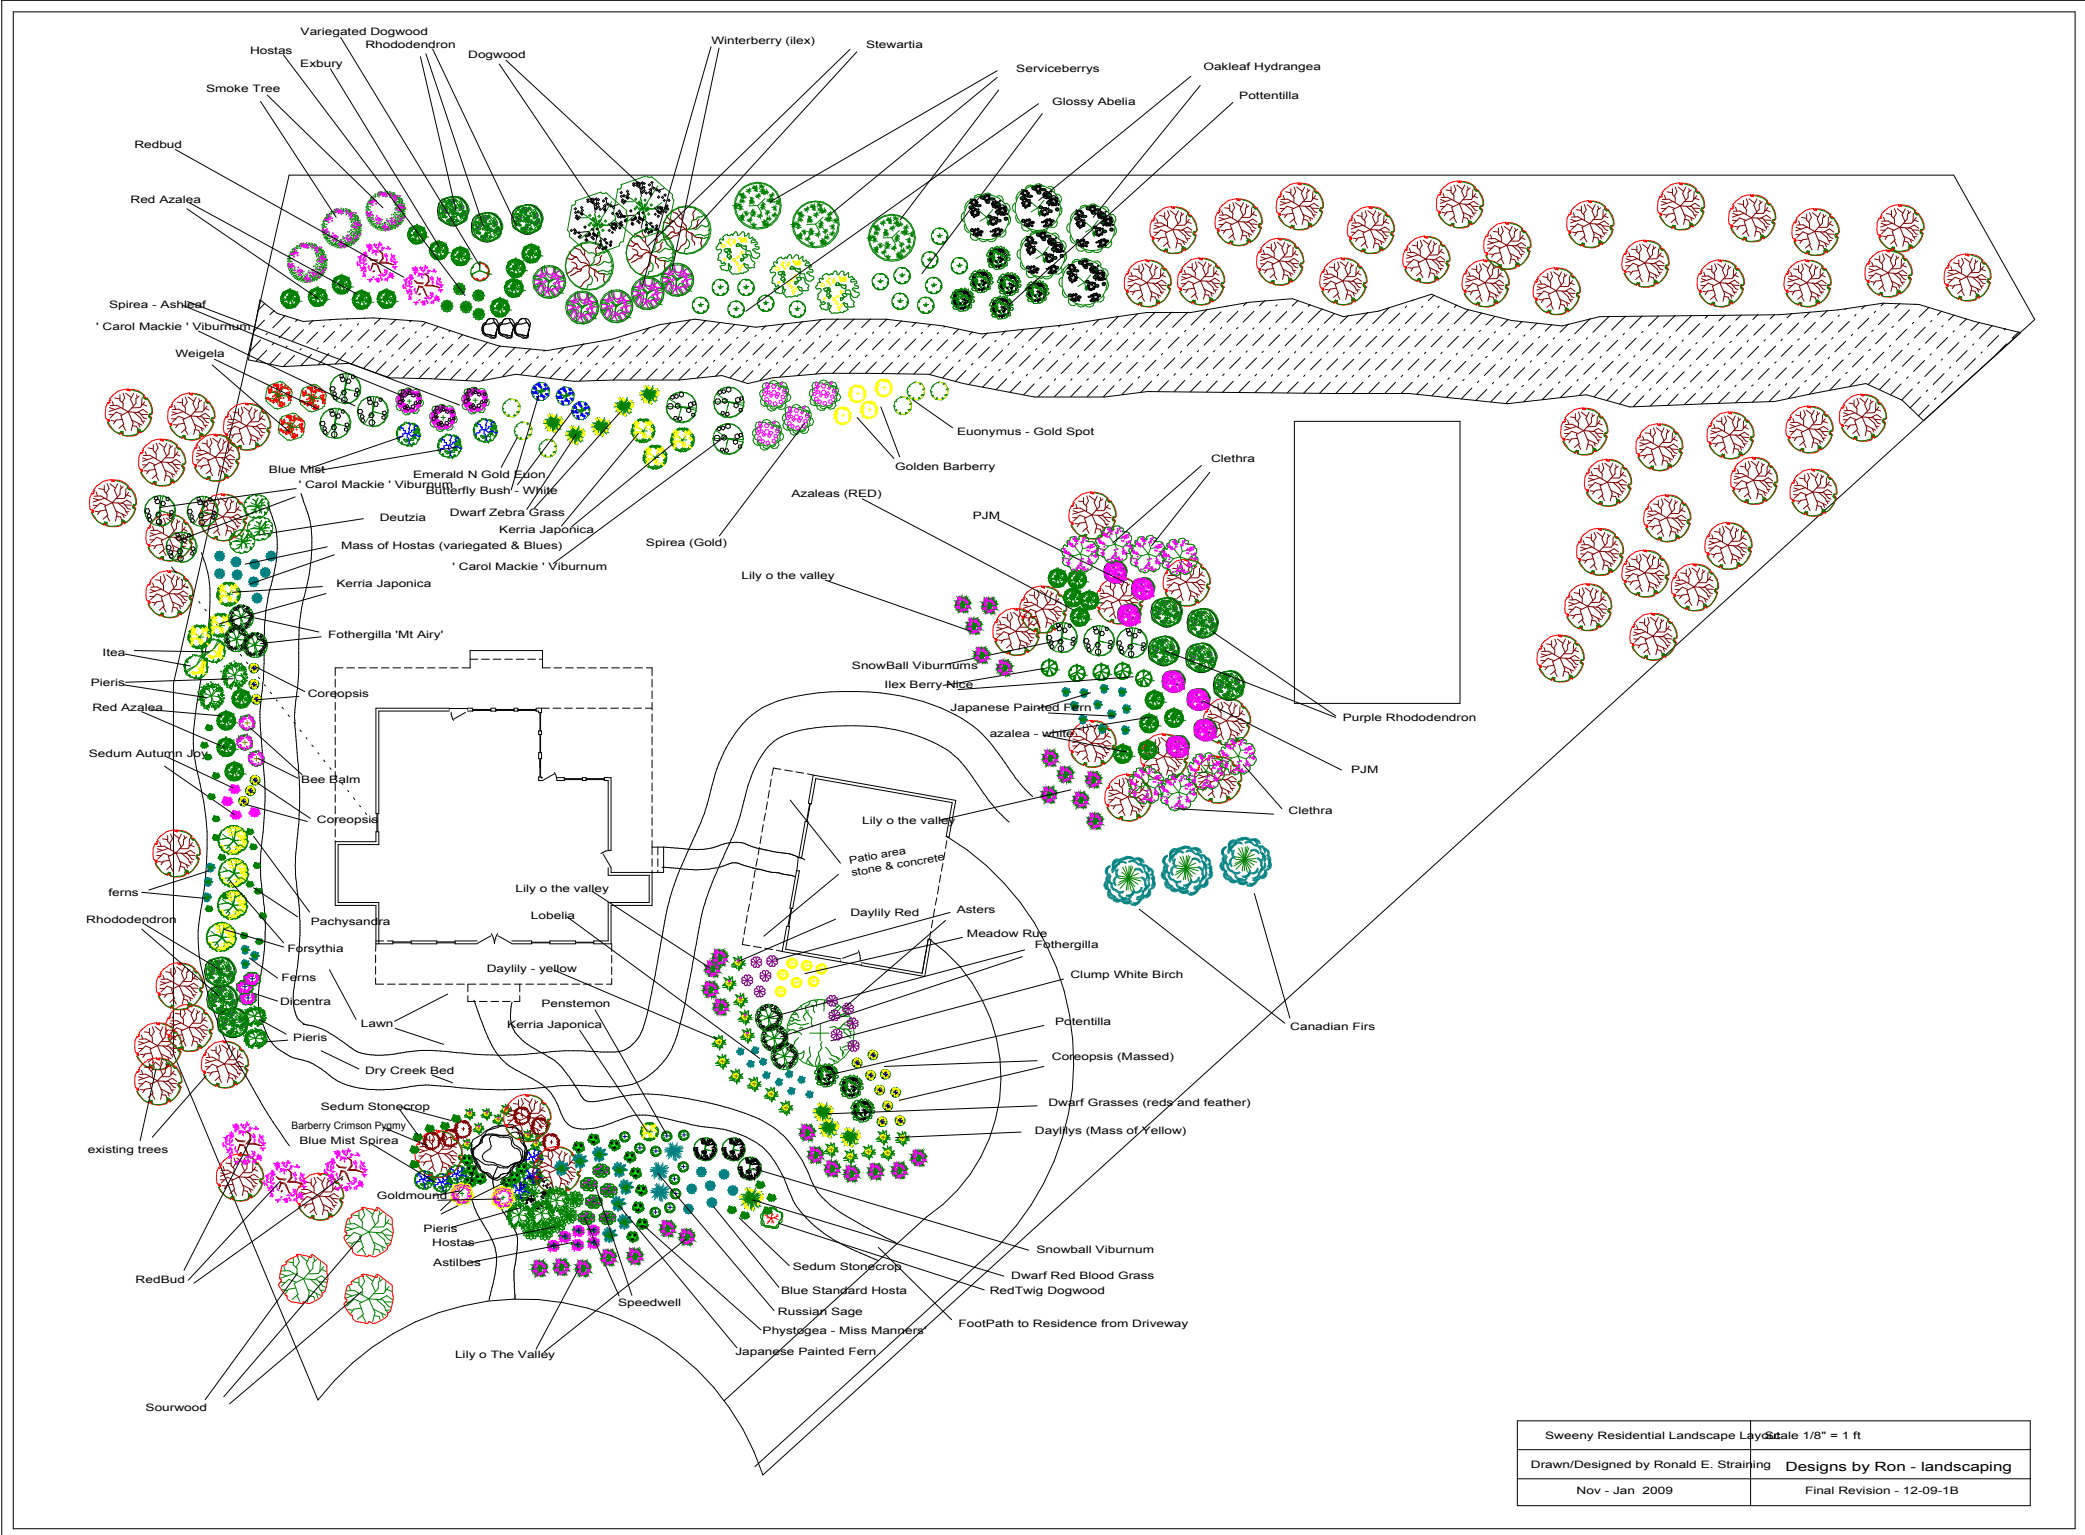 Variegated Dogwood
Rhododendron
Hostas
Dogwood
Exbury
Winterberry (ilex)
Stewartia
Serviceberrys
Oakleaf Hydrangea
Smoke Tree
Glossy Abelia
Pottentilla
Redbud
Red Azalea
Spirea - Ashleaf
' Carol Mackie ' Viburnum
Weigela
Euonymus - Gold Spot
Golden Barberry
Clethra
Blue Mist
Emerald N Gold Euon
' Carol Mackie ' Viburnum
Butterfly Bush - White
Azaleas (RED)
Dwarf Zebra Grass
PJM
Deutzia
Kerria Japonica
Spirea (Gold)
Mass of Hostas (variegated & Blues)
' Carol Mackie ' Viburnum
Lily o the valley
Kerria Japonica
Fothergilla 'Mt Airy'
Itea
SnowBall Viburnums
Pieris
Ilex Berry Nice
Coreopsis
Red Azalea
Japanese Painted Fern
Purple Rhododendron
azalea - white
Sedum Autumn Joy
PJM
Bee Balm
Clethra
Coreopsis
Lily o the valley
Patio area
stone & concrete
ferns
Lily o the valley
Rhododendron
Pachysandra
Lobelia
Daylily Red
Asters
Meadow Rue
Forsythia
Fothergilla
Ferns
Daylily - yellow
Clump White Birch
Dicentra
Penstemon
Lawn
Kerria Japonica
Potentilla
Canadian Firs
Pieris
Coreopsis (Massed)
Dry Creek Bed
Sedum Stonecrop
Dwarf Grasses (reds and feather)
Barberry Crimson Pygmy
Daylilys (Mass of Yellow)
existing trees
Blue Mist Spirea
Goldmound
Pieris
Hostas
Snowball Viburnum
Astilbes
Sedum Stonecrop
RedBud
Dwarf Red Blood Grass
Blue Standard Hosta
RedTwig Dogwood
Speedwell
Russian Sage
FootPath to Residence from Driveway
Phystogea - Miss Manners'
Lily o The Valley
Japanese Painted Fern
Sourwood
Sweeny Residential Landscape Layout
Scale 1/8" = 1 ft
Drawn/Designed by Ronald E. Straining
Designs by Ron - landscaping
Nov - Jan 2009
Final Revision - 12-09-1B